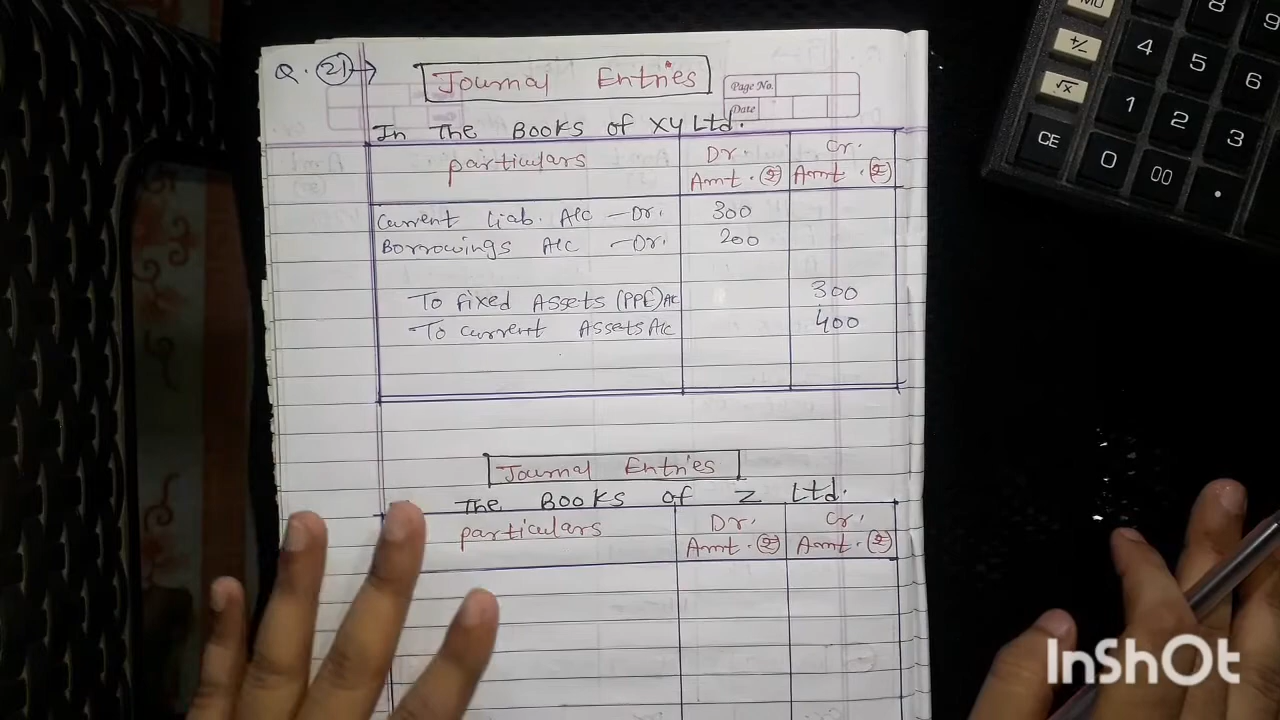 Q. 21 →
Journal Entries
Page No.
Date
In The Books of XY Ltd.
particulars
Dr.
Amt. (₹)
Cr.
Amt. (₹)
Current Liab. A/c - Dr. 300
Borrowings A/c - Dr. 200
To fixed Assets (PPE) A/c 300
To current Assets A/c 400
Journal Entries
The Books of Z Ltd.
particulars
Dr.
Amt. (₹)
Cr.
Amt. (₹)
MU
8
9
+/-
4
5
6
√x
1
2
3
CE
0
00
.
InShOt